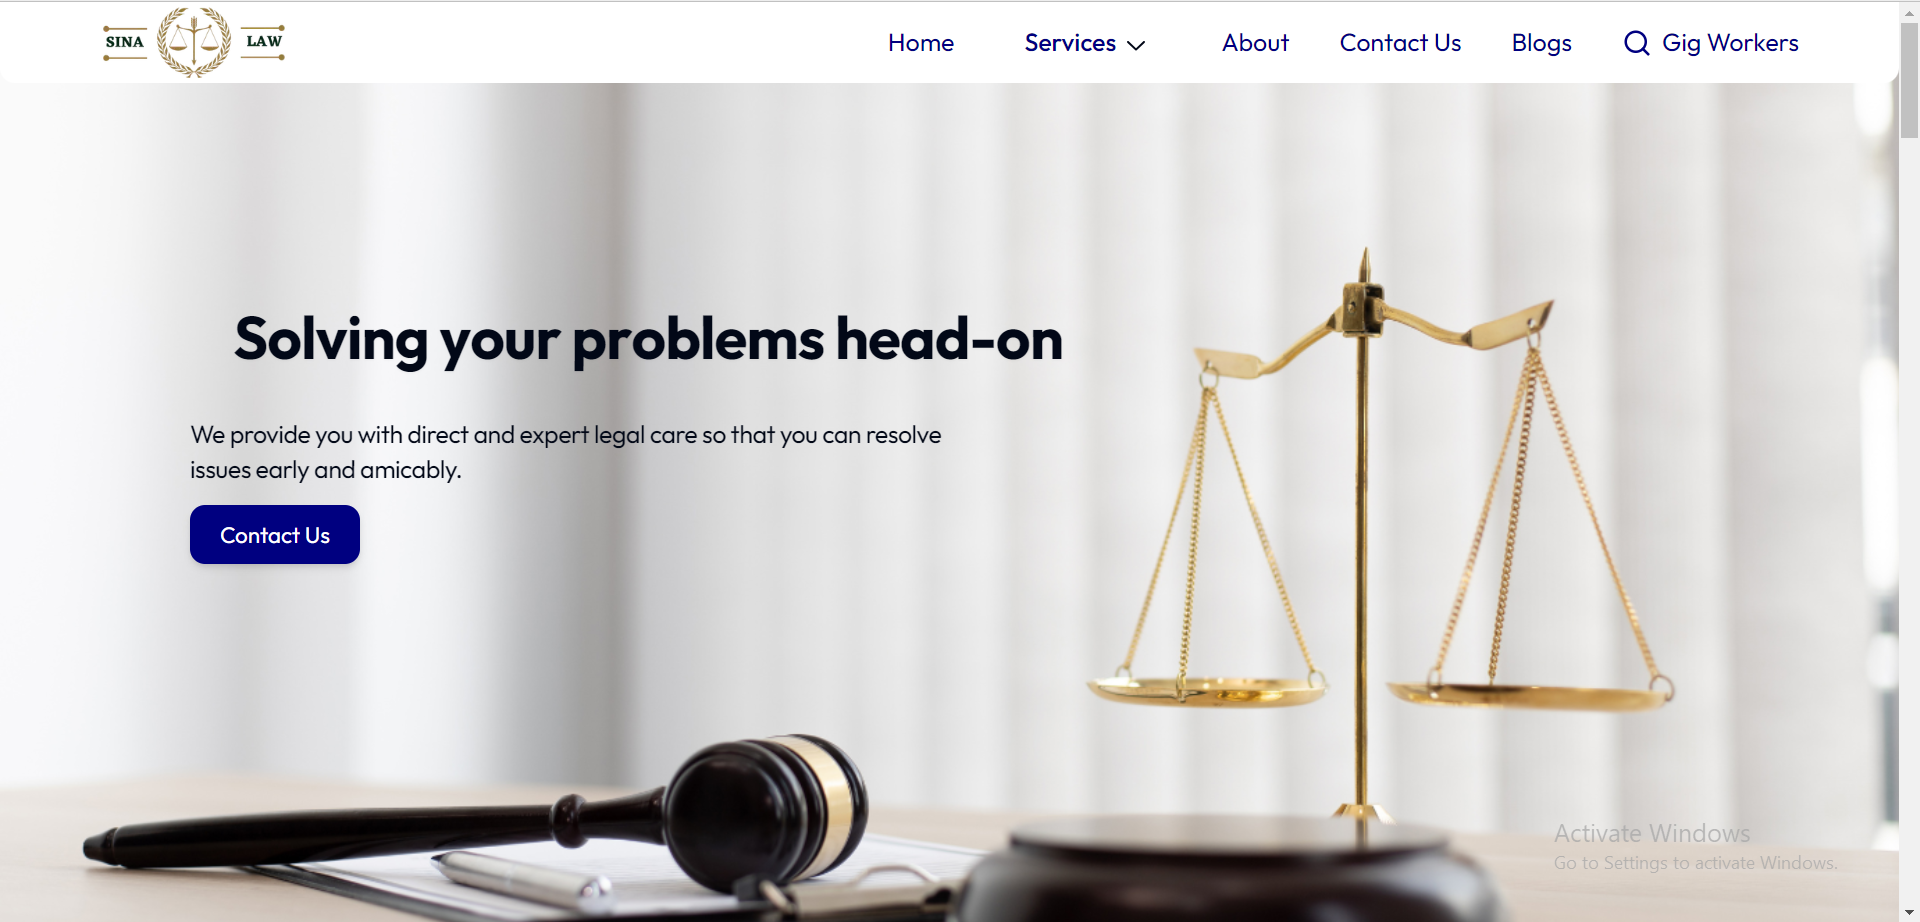 SINA LAW
Home Services About Contact Us Blogs Gig Workers
Solving your problems head-on
We provide you with direct and expert legal care so that you can resolve
issues early and amicably.
Contact Us
Activate Windows
Go to Settings to activate Windows.